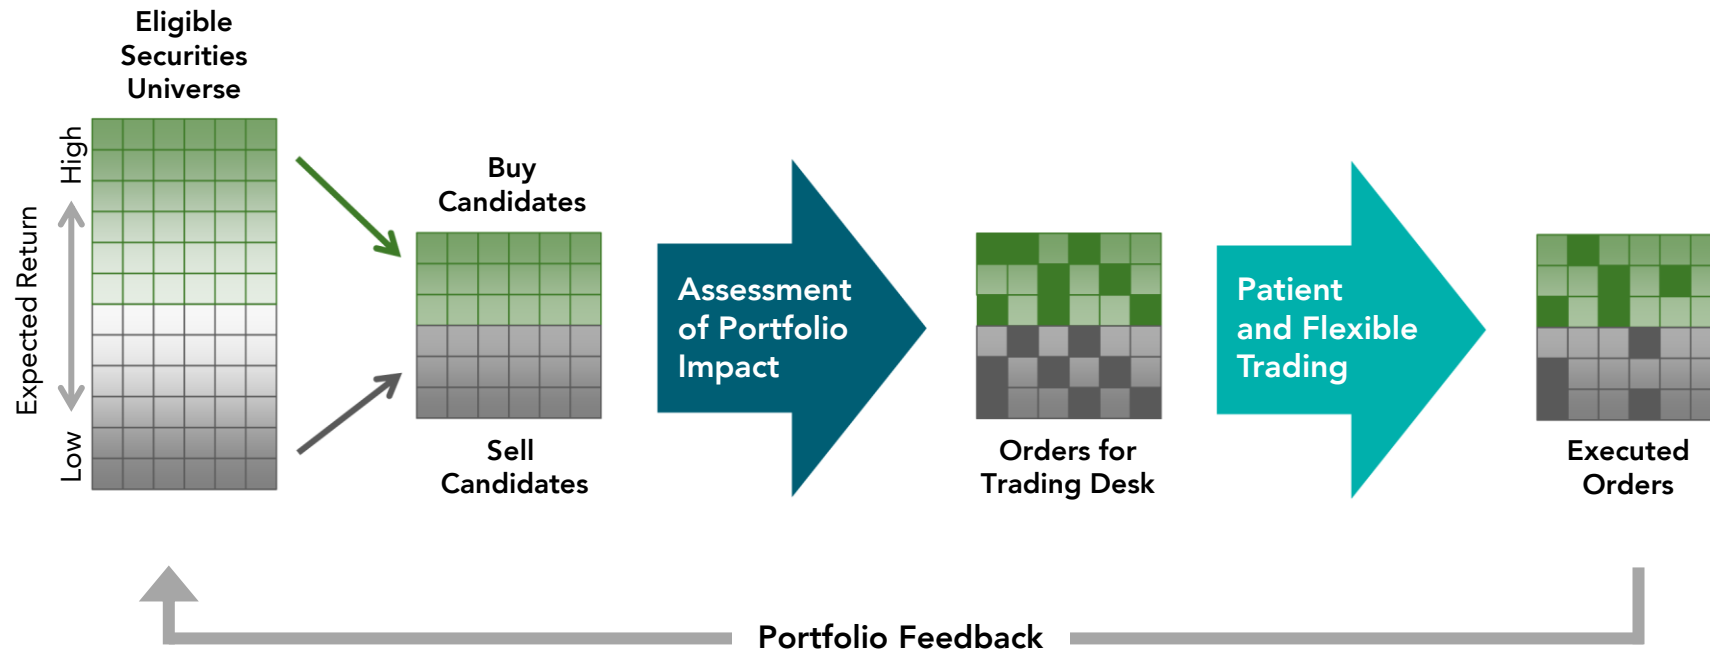 Eligible
Securities
Universe
High
Expected Return
Low
Buy
Candidates
Sell
Candidates
Assessment
of Portfolio
Impact
Orders for
Trading Desk
Patient
and Flexible
Trading
Executed
Orders
Portfolio Feedback